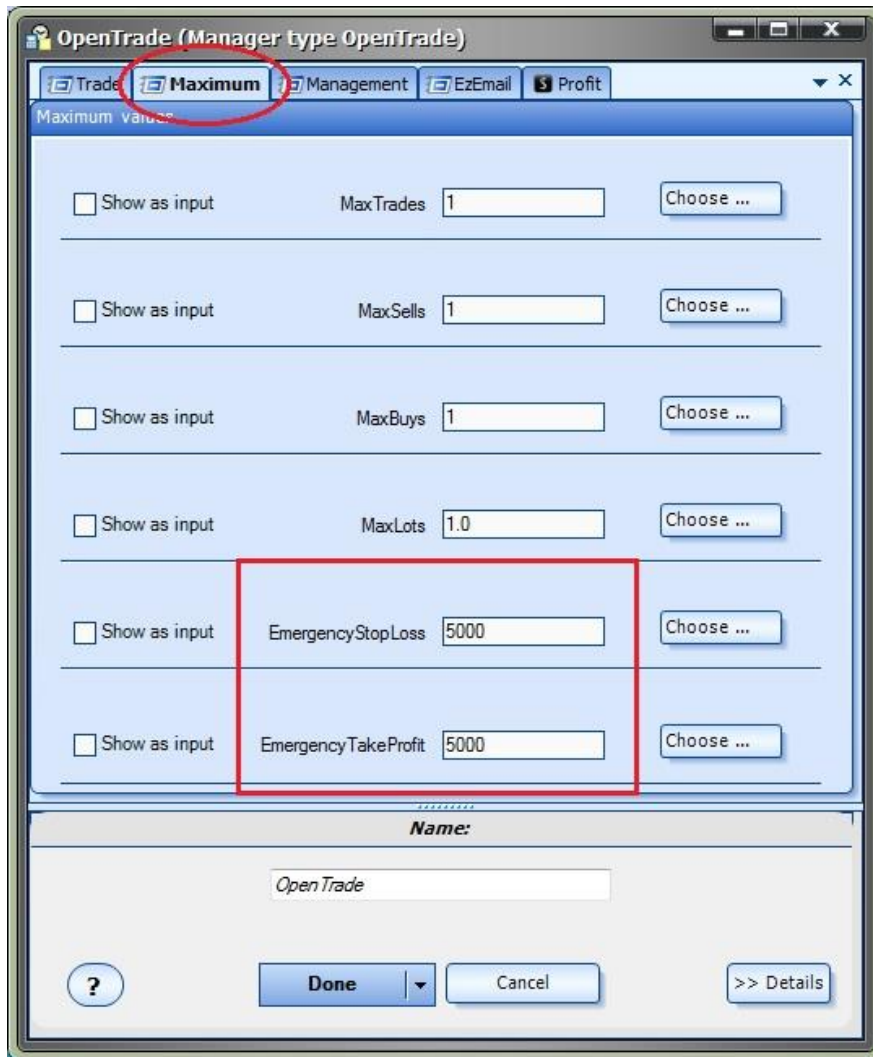 OpenTrade (Manager type OpenTrade)
Trade Maximum Management EzEmail Profit
Maximum values
Show as input MaxTrades 1 Choose ...
Show as input MaxSells 1 Choose ...
Show as input MaxBuys 1 Choose ...
Show as input MaxLots 1.0 Choose ...
Show as input EmergencyStopLoss 5000 Choose ...
Show as input EmergencyTakeProfit 5000 Choose ...
Name:
OpenTrade
? Done Cancel >> Details